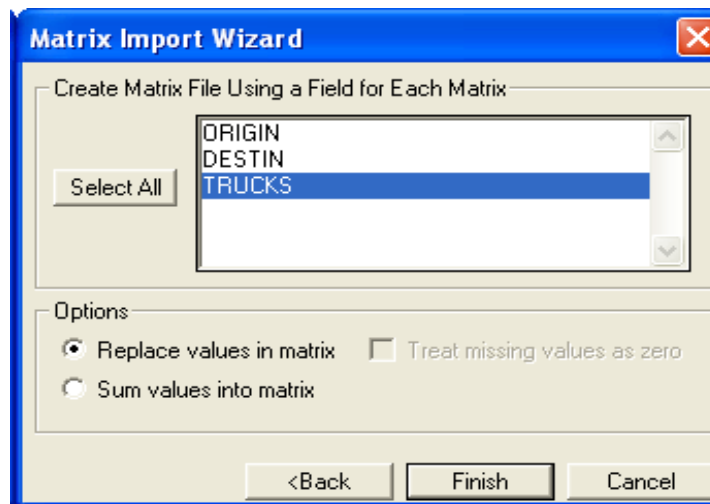 Matrix Import Wizard
Create Matrix File Using a Field for Each Matrix
ORIGIN
DESTIN
Select All
TRUCKS
Options
Replace values in matrix
Treat missing values as zero
Sum values into matrix
<Back
Finish
Cancel